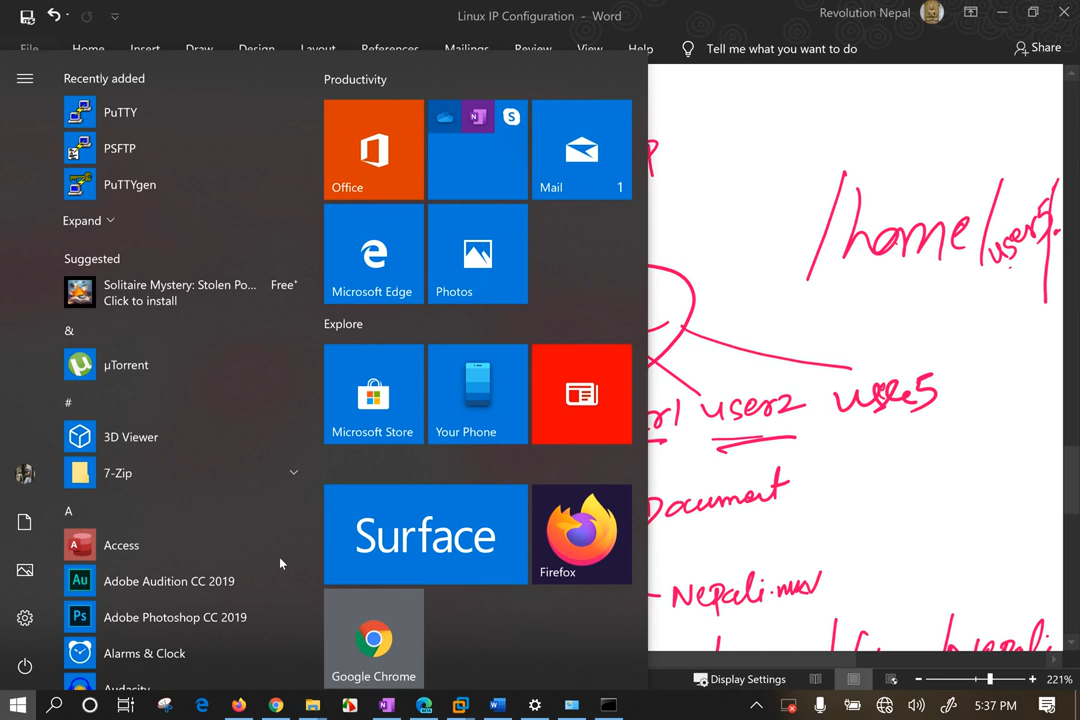 Linux IP Configuration - Word
Revolution Nepal
File Home Insert Draw Design Layout References Mailings Review View Help Tell me what you want to do Share
Recently added
PuTTY
PSFTP
PuTTYgen
Expand
Suggested
Solitaire Mystery: Stolen Po... Free+
Click to install
&
µTorrent
#
3D Viewer
7-Zip
A
Access
Adobe Audition CC 2019
Adobe Photoshop CC 2019
Alarms & Clock
Audacity
Productivity
Office
Mail 1
Microsoft Edge
Photos
Explore
Microsoft Store
Your Phone
Surface
Firefox
Google Chrome
/home/user5/
user2 user5
Document
Display Settings
221%
5:37 PM